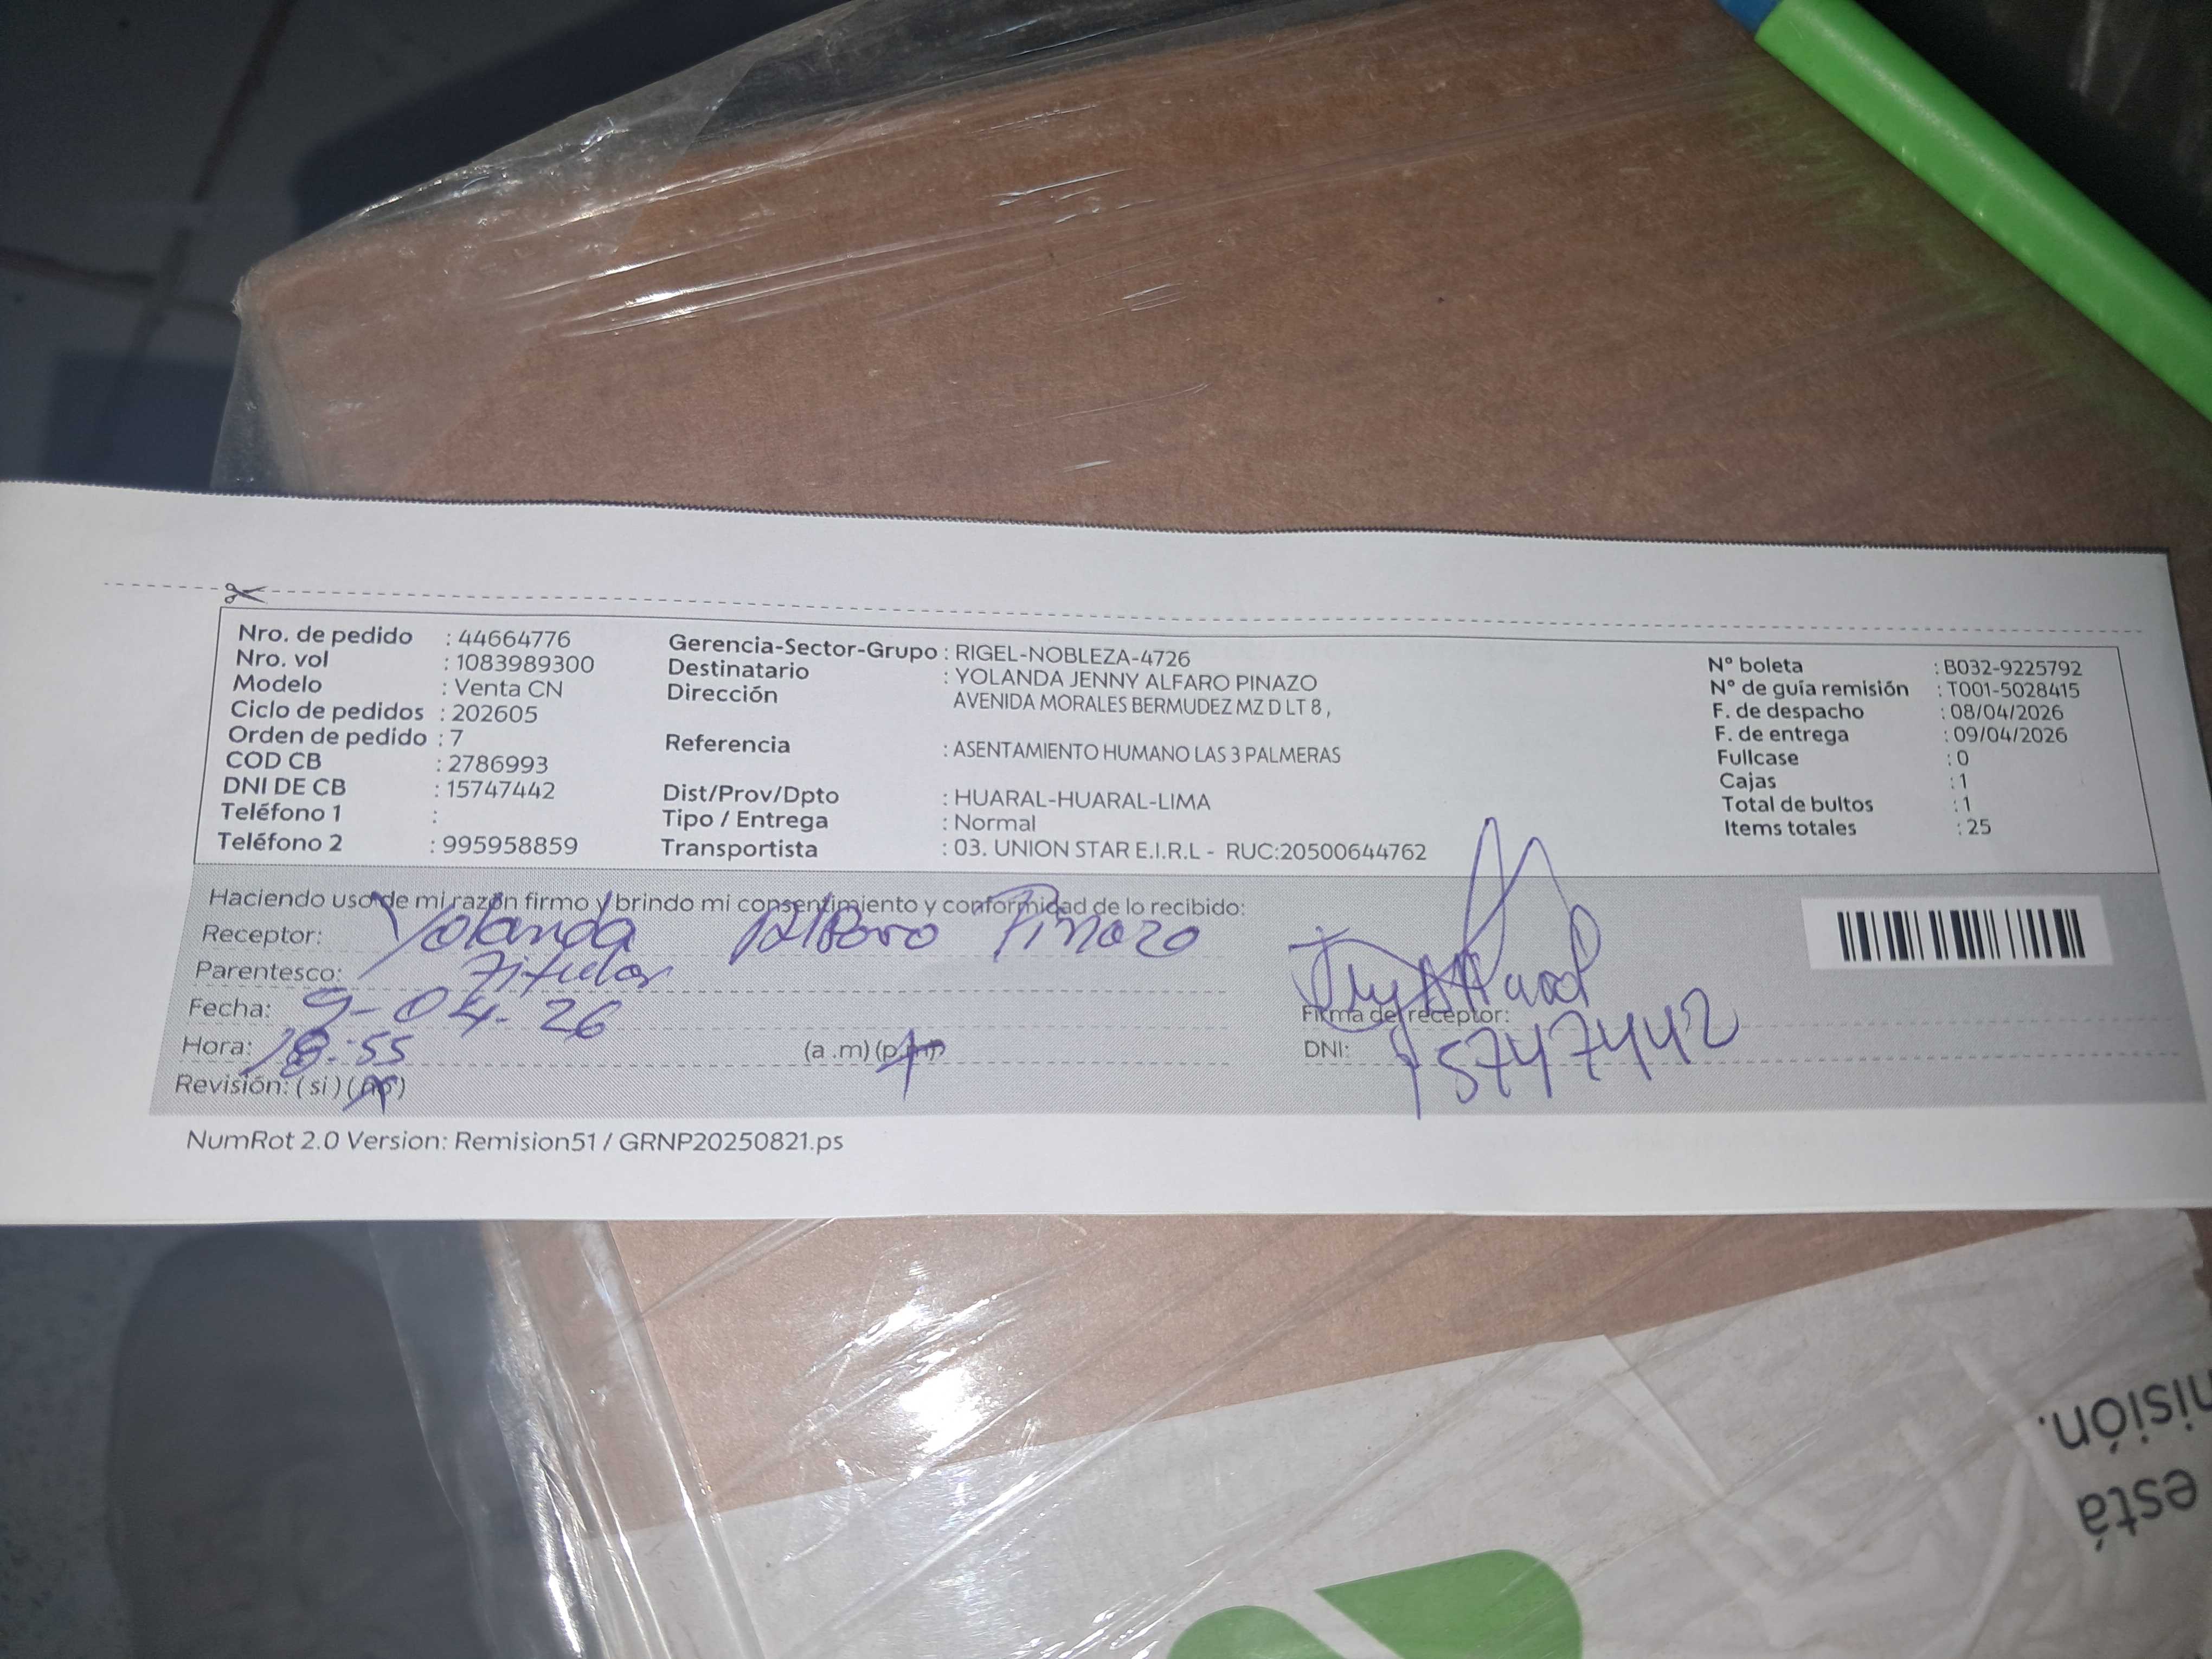 Nro. de pedido : 44664776
Nro. vol : 1083989300
Modelo : Venta CN
Ciclo de pedidos : 202605
Orden de pedido : 7
COD CB : 2786993
DNI DE CB : 15747442
Teléfono 1 :
Teléfono 2 : 995958859
Gerencia-Sector-Grupo : RIGEL-NOBLEZA-4726
Destinatario : YOLANDA JENNY ALFARO PINAZO
Dirección AVENIDA MORALES BERMUDEZ MZ D LT 8 ,
Referencia : ASENTAMIENTO HUMANO LAS 3 PALMERAS
Dist/Prov/Dpto : HUARAL-HUARAL-LIMA
Tipo / Entrega : Normal
Transportista : 03. UNION STAR E.I.R.L - RUC:20500644762
N° boleta : B032-9225792
N° de guía remisión : T001-5028415
F. de despacho : 08/04/2026
F. de entrega : 09/04/2026
Fullcase : 0
Cajas : 1
Total de bultos : 1
Items totales : 25
Haciendo uso de mi razón firmo y brindo mi consentimiento y conformidad de lo recibido:
Receptor: Yolanda Alfaro Pinazo
Parentesco: Titular
Fecha: 9-04-26
Hora: 18:55 (a .m) (p.m)
Revisión: ( si ) (no)
Firma de receptor:
DNI: 15747442
NumRot 2.0 Version: Remision51 / GRNP20250821.ps
está